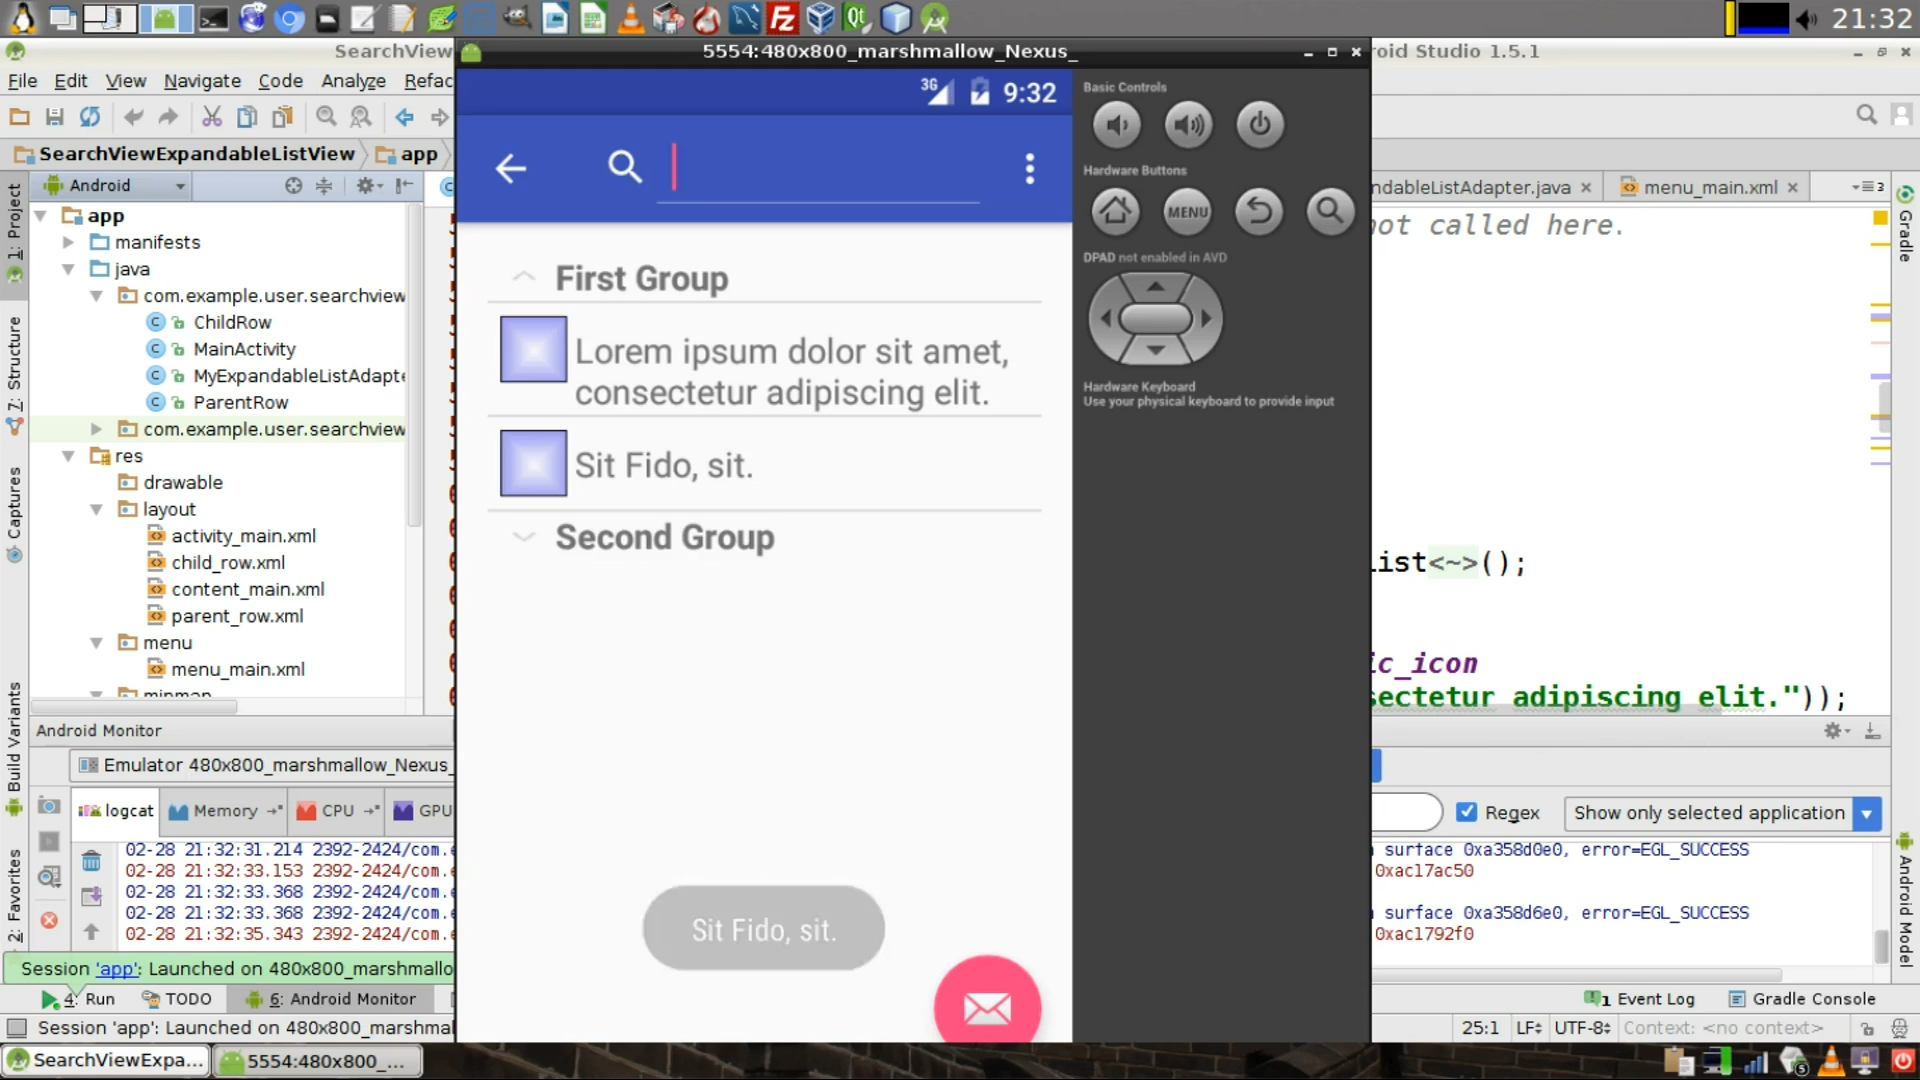 21:32
SearchView
5554:480x800_marshmallow_Nexus_
roid Studio 1.5.1
File Edit View Navigate Code Analyze Refac
SearchViewExpandableListView app
Android
1: Project
7: Structure
Captures
Build Variants
2: Favorites
app
manifests
java
com.example.user.searchview
ChildRow
MainActivity
MyExpandableListAdapte
ParentRow
com.example.user.searchview
res
drawable
layout
activity_main.xml
child_row.xml
content_main.xml
parent_row.xml
menu
menu_main.xml
mipmap
3G 9:32
First Group
Lorem ipsum dolor sit amet,
consectetur adipiscing elit.
Sit Fido, sit.
Second Group
Sit Fido, sit.
Basic Controls
Hardware Buttons
MENU
DPAD not enabled in AVD
Hardware Keyboard
Use your physical keyboard to provide input
ndableListAdapter.java menu_main.xml 3
not called here.
List<~>();
ic_icon
sectetur adipiscing elit."));
Gradle
Android Model
Android Monitor
Emulator 480x800_marshmallow_Nexus_
logcat Memory CPU GPU
Regex Show only selected application
02-28 21:32:31.214 2392-2424/com.e
02-28 21:32:33.153 2392-2424/com.e
02-28 21:32:33.368 2392-2424/com.e
02-28 21:32:33.368 2392-2424/com.e
02-28 21:32:35.343 2392-2424/com.e
surface 0xa358d0e0, error=EGL_SUCCESS
0xac17ac50
surface 0xa358d6e0, error=EGL_SUCCESS
0xac1792f0
Session 'app': Launched on 480x800_marshmallo
4: Run TODO 6: Android Monitor
1 Event Log Gradle Console
Session 'app': Launched on 480x800_marshmal
25:1 LF UTF-8 Context: <no context>
SearchViewExpa... 5554:480x800_...